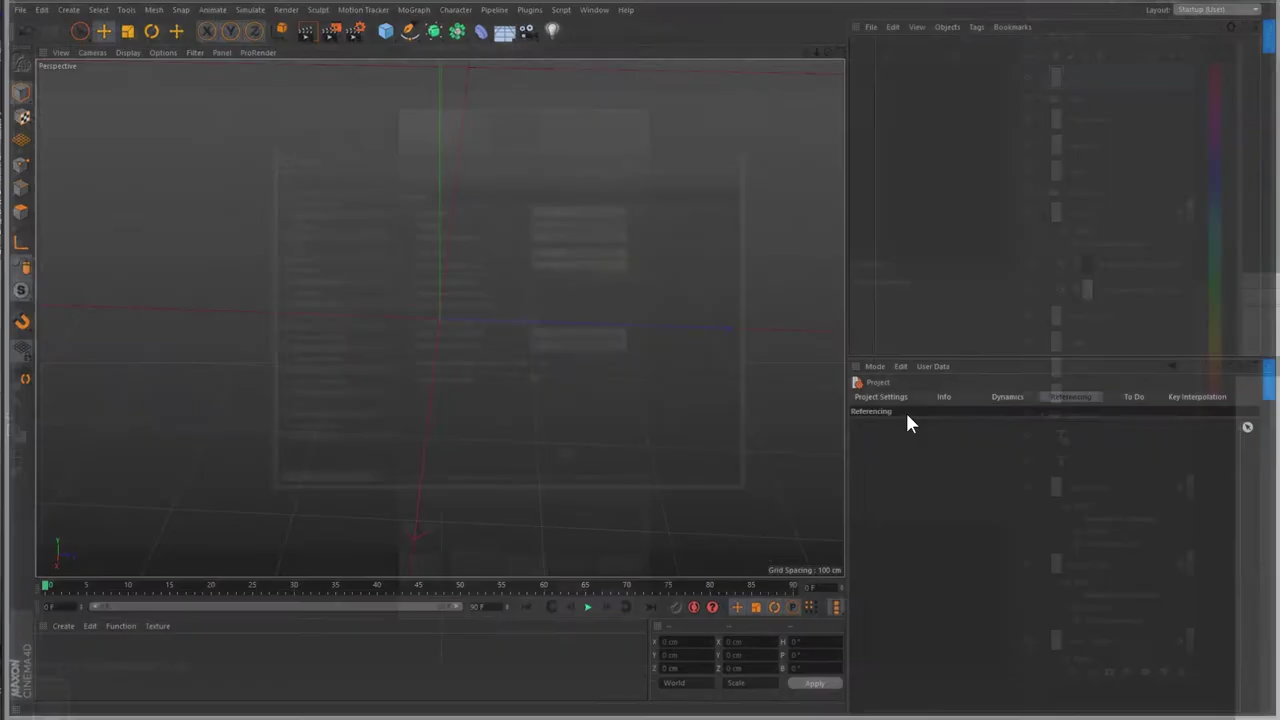 File Edit Create Select Tools Mesh Snap Animate Simulate Render Sculpt Motion Tracker MoGraph Character Pipeline Plugins Script Window Help
Layout: Startup (User)
X Y Z
View Cameras Display Options Filter Panel ProRender
File Edit View Objects Tags Bookmarks
Perspective
Grid Spacing : 100 cm
Mode Edit User Data
Project
Project Settings Info Dynamics Referencing To Do Key Interpolation
Referencing
0 5 10 15 20 25 30 35 40 45 50 55 60 65 70 75 80 85 90 0 F
0 F 90 F
Create Edit Function Texture
X 0 cm X 0 cm H 0 °
Y 0 cm Y 0 cm P 0 °
Z 0 cm Z 0 cm B 0 °
World Scale Apply
MAXON
CINEMA4D